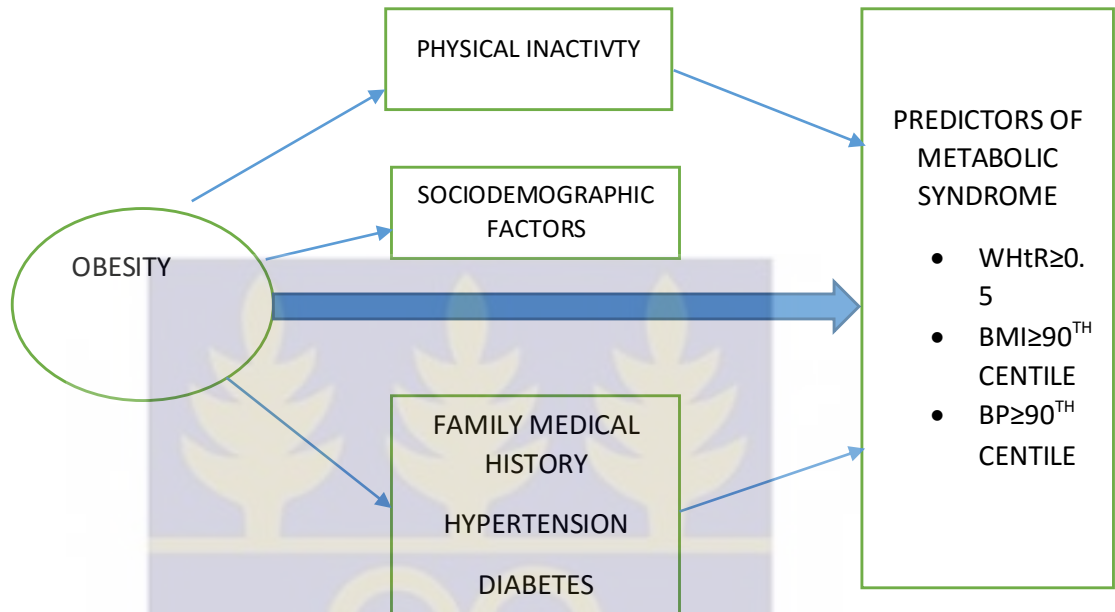 PHYSICAL INACTIVTY
SOCIODEMOGRAPHIC
FACTORS
OBESITY
FAMILY MEDICAL
HISTORY
HYPERTENSION
DIABETES
PREDICTORS OF
METABOLIC
SYNDROME
• WHtR≥0.
5
• BMI≥90TH
CENTILE
• BP≥90TH
CENTILE